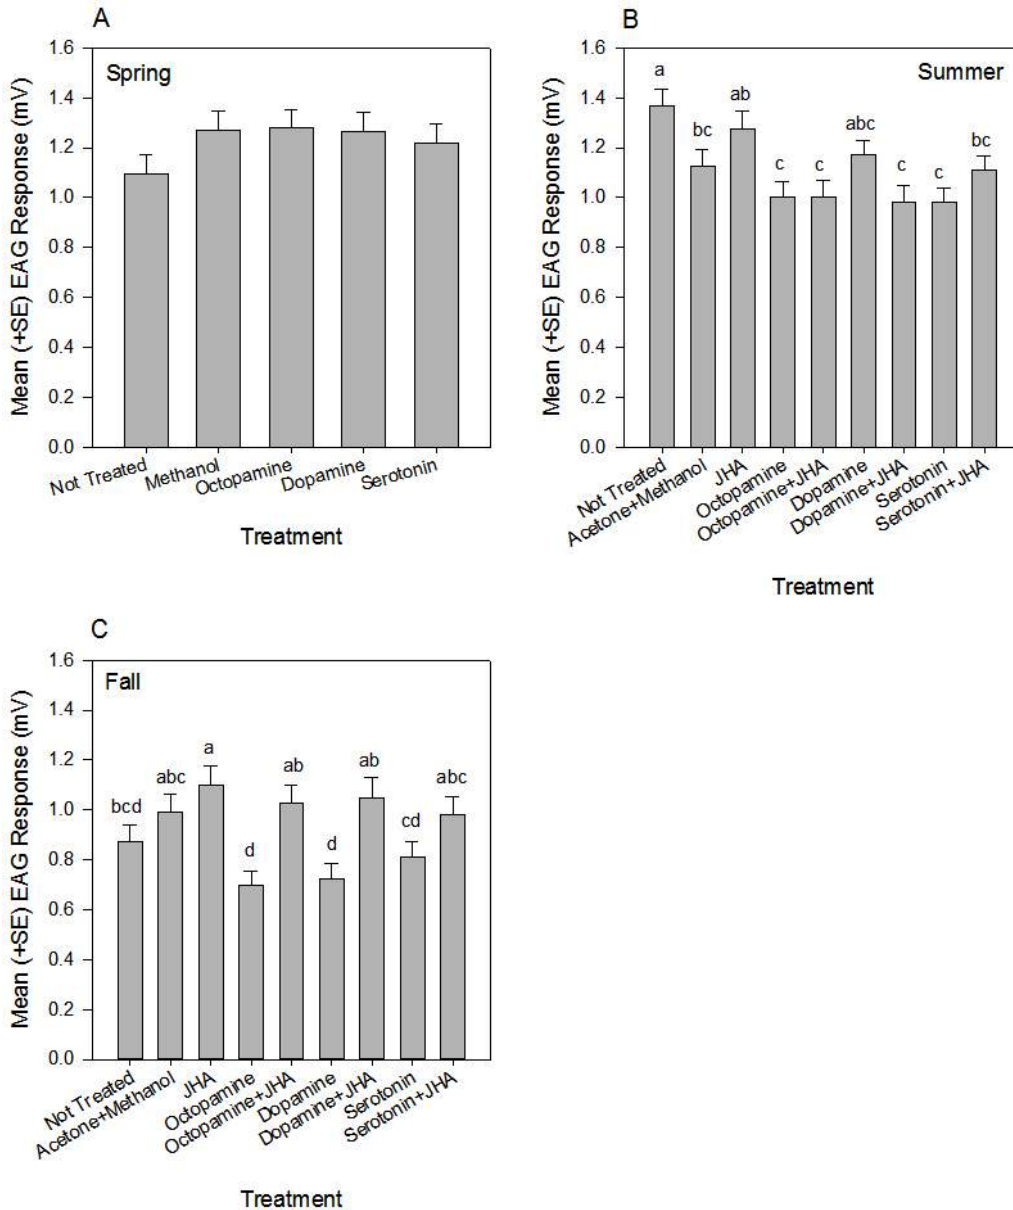 A
Spring
Mean (+SE) EAG Response (mV)
1.6
1.4
1.2
1.0
0.8
0.6
0.4
0.2
0.0
Not Treated
Methanol
Octopamine
Dopamine
Serotonin
Treatment
B
Summer
Mean (+SE) EAG Response (mV)
1.6
1.4
1.2
1.0
0.8
0.6
0.4
0.2
0.0
a
bc
ab
c
c
abc
c
c
bc
Not Treated
Acetone+Methanol
JHA
Octopamine
Octopamine+JHA
Dopamine
Dopamine+JHA
Serotonin
Serotonin+JHA
Treatment
C
Fall
Mean (+SE) EAG Response (mV)
1.6
1.4
1.2
1.0
0.8
0.6
0.4
0.2
0.0
bcd
abc
a
d
ab
d
ab
cd
abc
Not Treated
Acetone+Methanol
JHA
Octopamine
Octopamine+JHA
Dopamine
Dopamine+JHA
Serotonin
Serotonin+JHA
Treatment